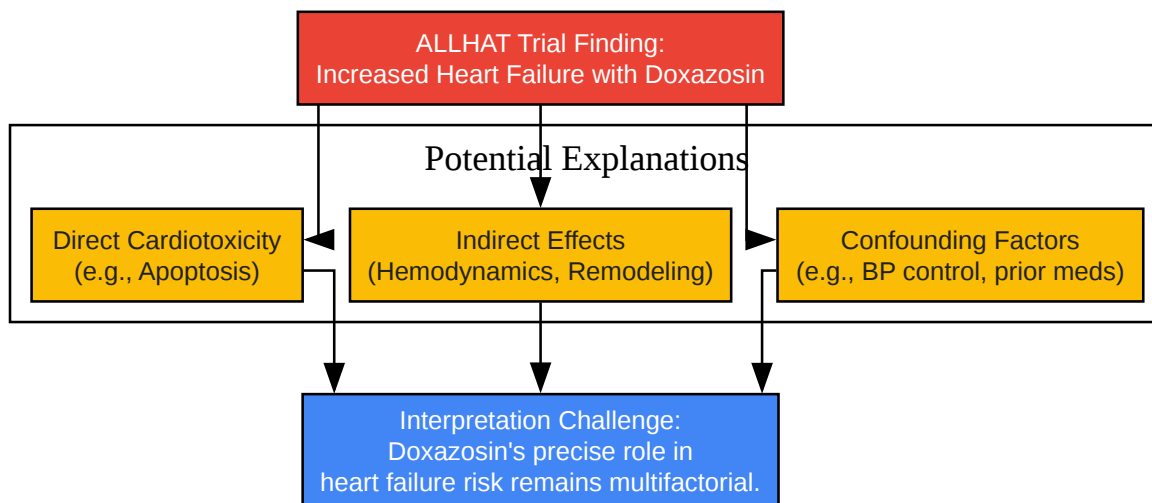 ALLHAT Trial Finding:
Increased Heart Failure with Doxazosin
Potential Explanations
Direct Cardiotoxicity
(e.g., Apoptosis)
Indirect Effects
(Hemodynamics, Remodeling)
Confounding Factors
(e.g., BP control, prior meds)
Interpretation Challenge:
Doxazosin's precise role in
heart failure risk remains multifactorial.